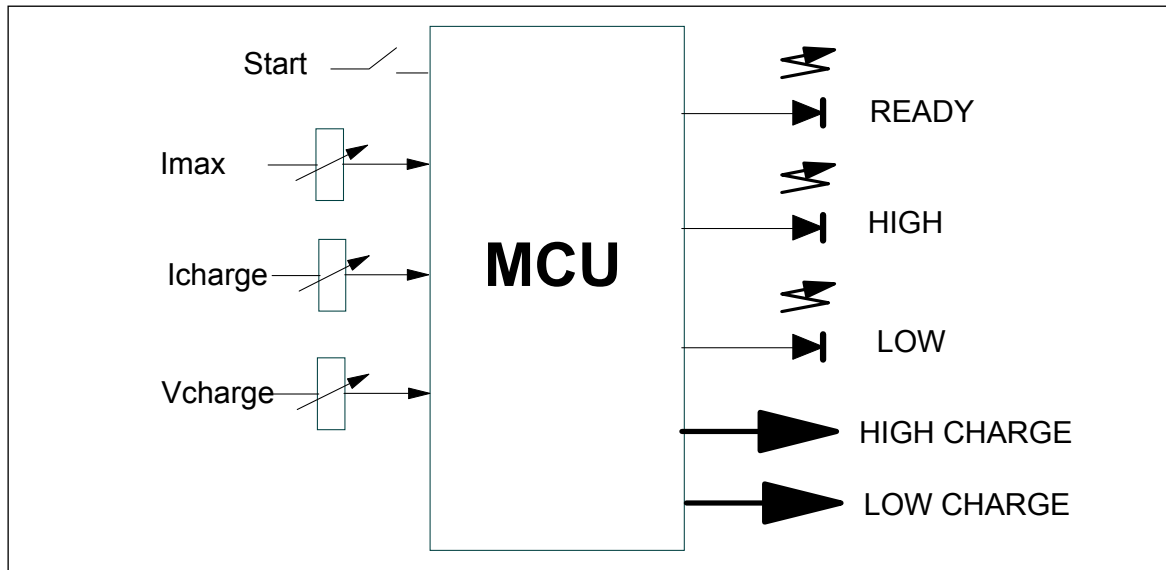 Start
Imax
Icharge
Vcharge
MCU
READY
HIGH
LOW
HIGH CHARGE
LOW CHARGE